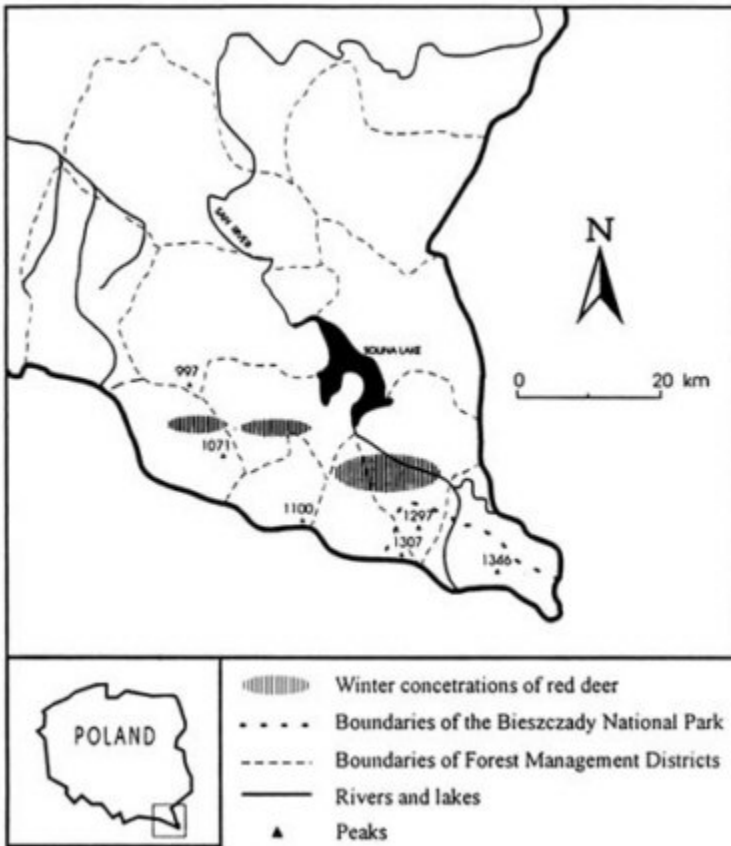 SAN RIVER
N
SOLINA LAKE
0 20 km
997
1071
1100
1297
1307
1346
POLAND
Winter concetrations of red deer
Boundaries of the Bieszczady National Park
Boundaries of Forest Management Districts
Rivers and lakes
Peaks